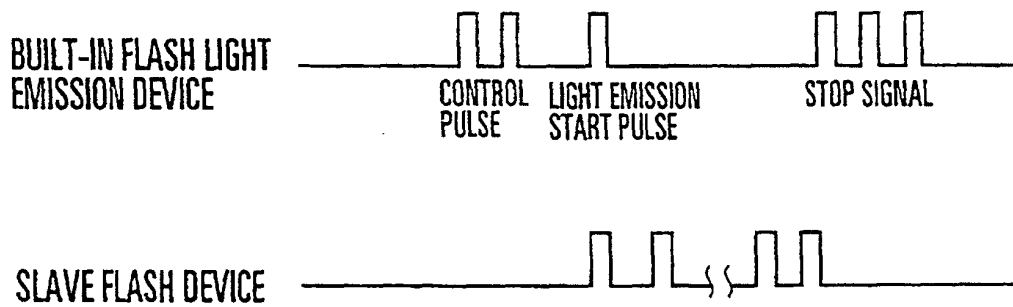 BUILT-IN FLASH LIGHT
EMISSION DEVICE
CONTROL
PULSE
LIGHT EMISSION
START PULSE
STOP SIGNAL
SLAVE FLASH DEVICE